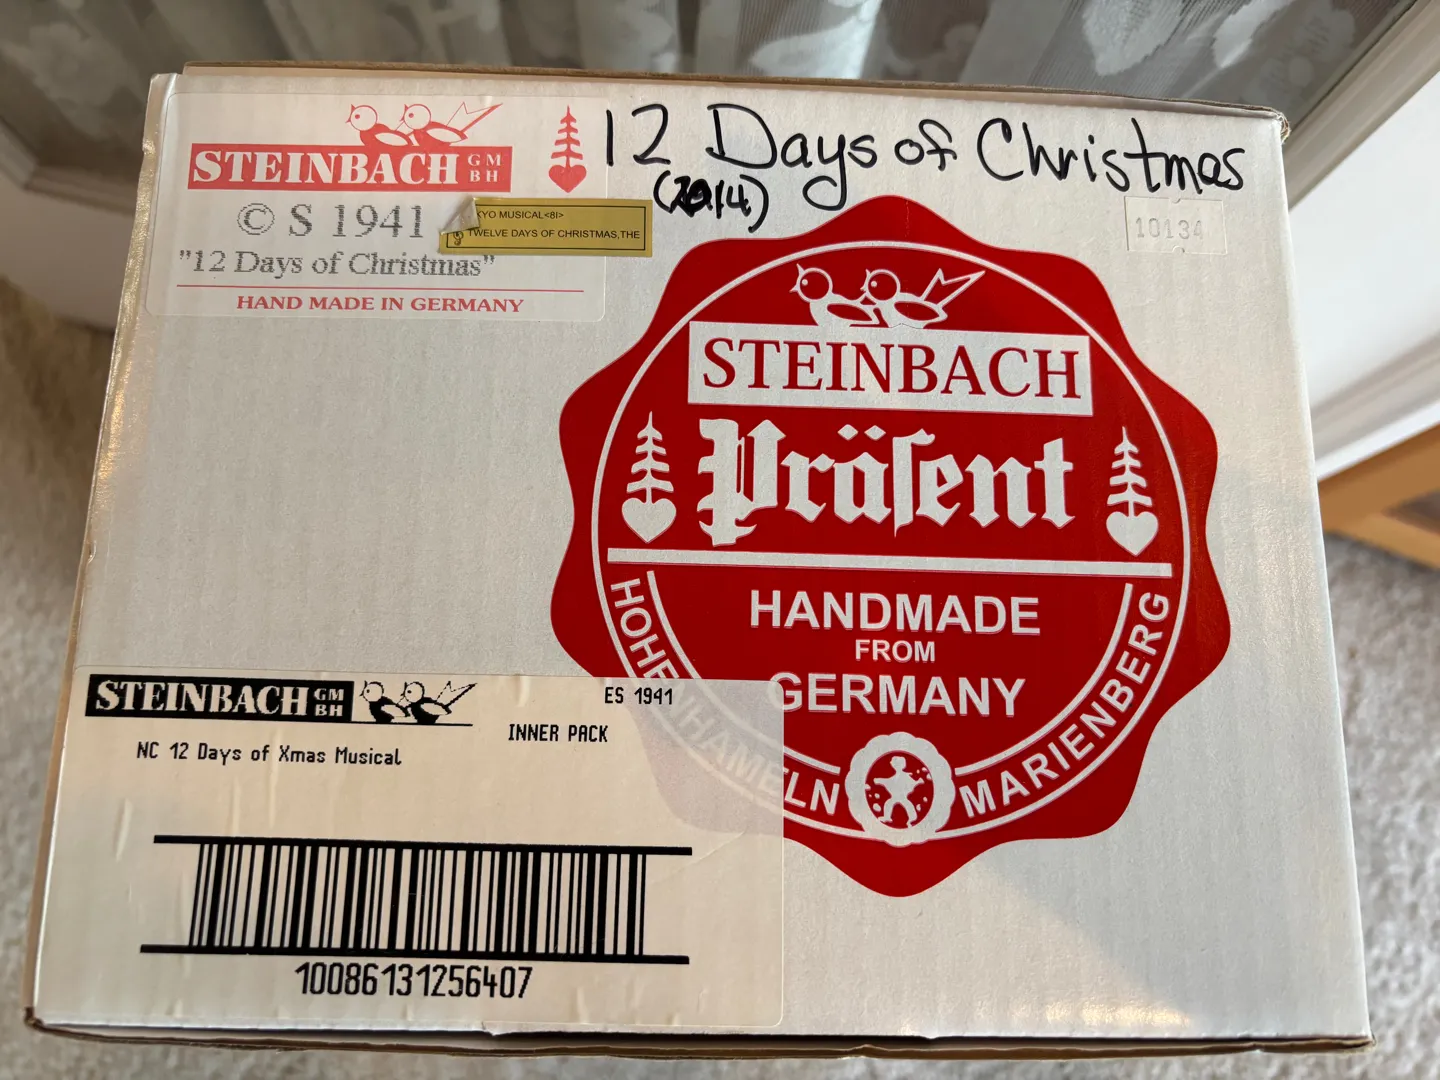 STEINBACH GM BH
© S 1941
"12 Days of Christmas"
HAND MADE IN GERMANY
KYO MUSICAL<8I>
TWELVE DAYS OF CHRISTMAS,THE
12 Days of Christmas
(2014)
10134
STEINBACH
Präsent
HANDMADE
FROM
GERMANY
HOHENHAMELN MARIENBERG
STEINBACH GM BH
ES 1941
INNER PACK
NC 12 Days of Xmas Musical
10086131256407